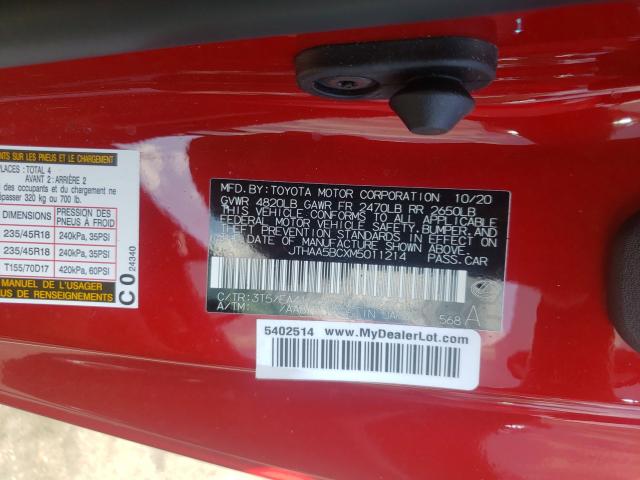 NTS SUR LES PNEUS ET LE CHARGEMENT
PLACES: TOTAL 4
AVANT 2: ARRIÈRE 2
des occupants et du chargement
dépasser 320 kg ou 700 lb.
DIMENSIONS PRESSION DES PNEUS À FROID
235/45R18 240kPa, 35PSI
235/45R18 240kPa, 35PSI
T155/70D17 420kPa, 60PSI
MANUEL DE L'USAGER
DE RENSEIGNEMENTS
C 0 24340
MFD.BY: TOYOTA MOTOR CORPORATION 10/20
GVWR 4820LB GAWR FR 2470LB RR 2650LB
THIS VEHICLE CONFORMS TO ALL APPLICABLE
FEDERAL MOTOR VEHICLE SAFETY, BUMPER, AND
THEFT PREVENTION STANDARDS IN EFFECT ON
THE DATE OF MANUFACTURE SHOWN ABOVE.
JTHAA5BCXM5011214 PASS.CAR
C/TR: 3T5/EA
A/TM: IN JAPAN
568 A
5402514 www.MyDealerLot.com